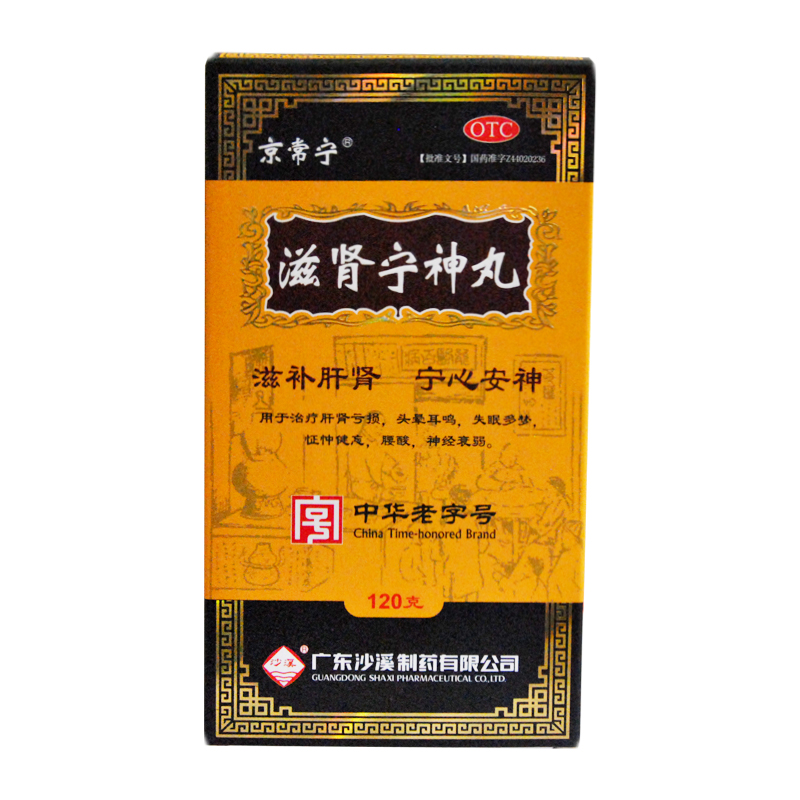 OTC
京常宁®
【批准文号】国药准字Z44020236
滋肾宁神丸
滋补肝肾 宁心安神
用于治疗肝肾亏损，头晕耳鸣，失眠多梦，
怔忡健忘，腰酸，神经衰弱。
中华老字号
China Time-honored Brand
120克
沙溪®
广东沙溪制药有限公司
GUANGDONG SHAXI PHARMACEUTICAL CO.,LTD.